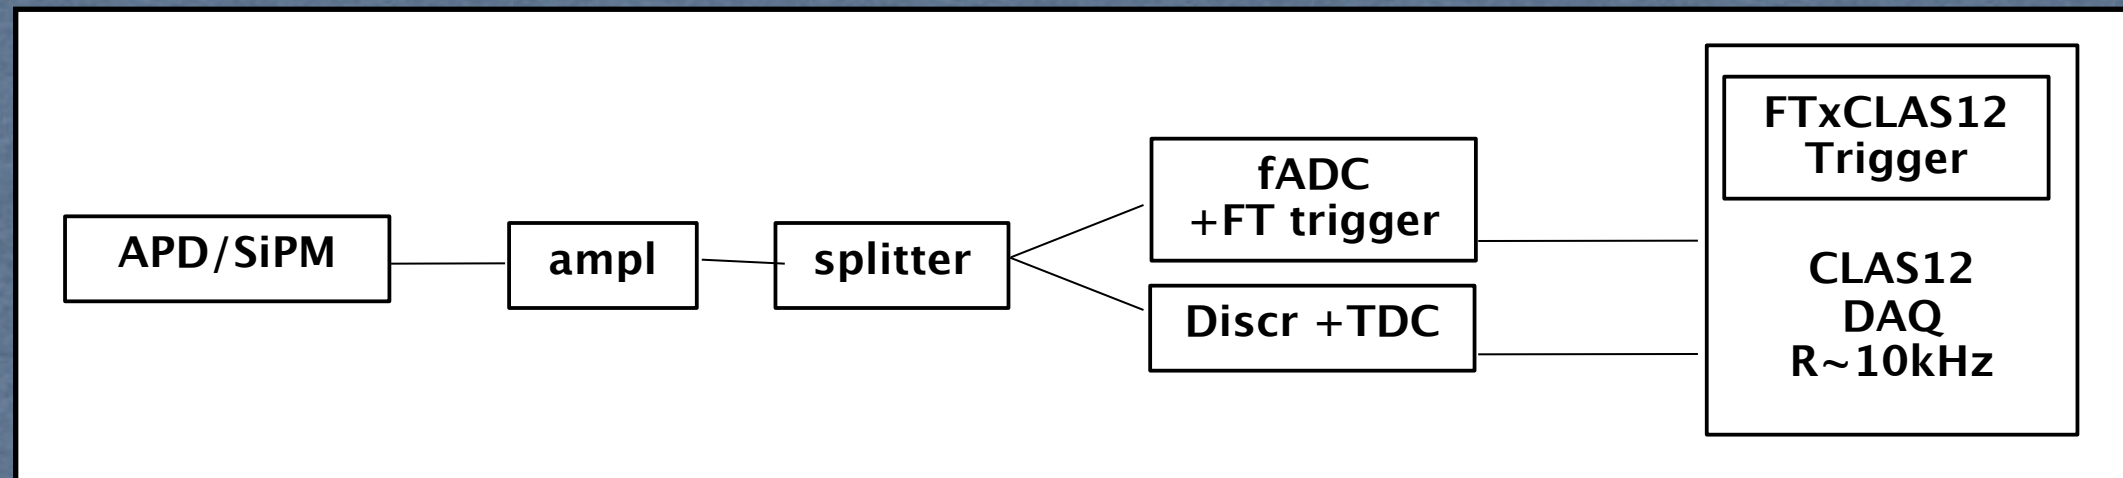 APD/SiPM
ampl
splitter
fADC
+FT trigger
Discr +TDC
FTxCLAS12
Trigger
CLAS12
DAQ
R~10kHz